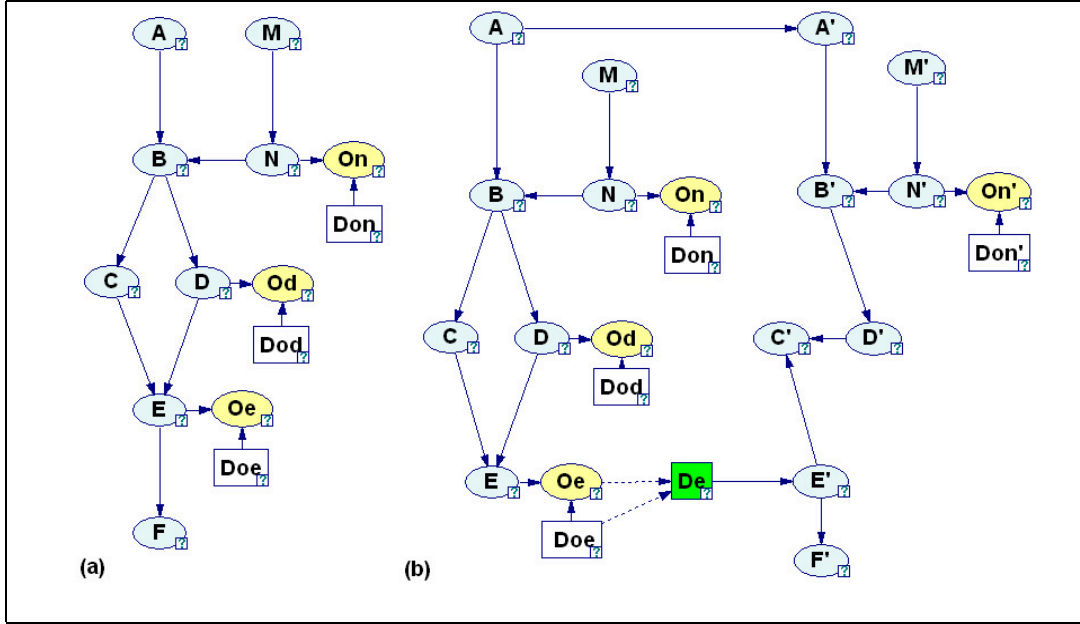 A M
B N On
Don
C D Od
Dod
E Oe
Doe
F
(a)
A A'
M M'
B N On B' N' On'
Don Don'
C D Od C' D'
Dod
E Oe De E'
Doe
F'
(b)